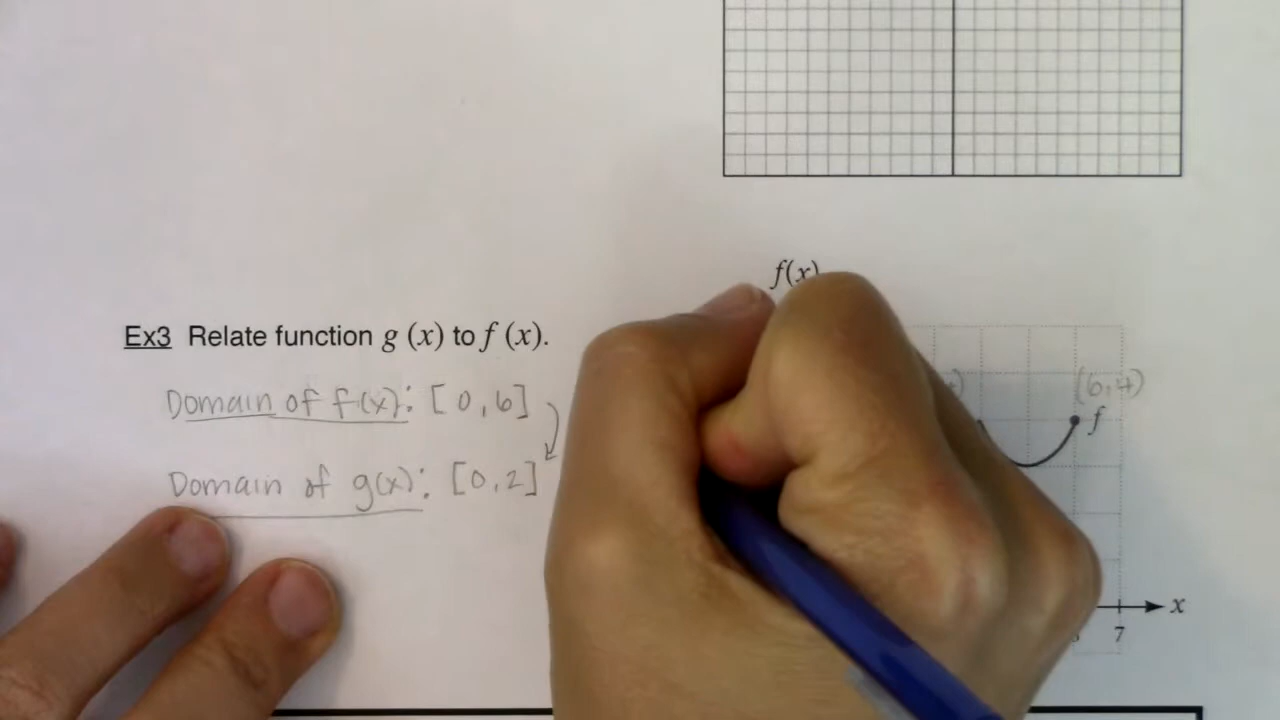 f(x)
Ex3 Relate function g (x) to f (x).
Domain of f(x): [0,6]
(6,4)
f
Domain of g(x): [0,2]
x
7